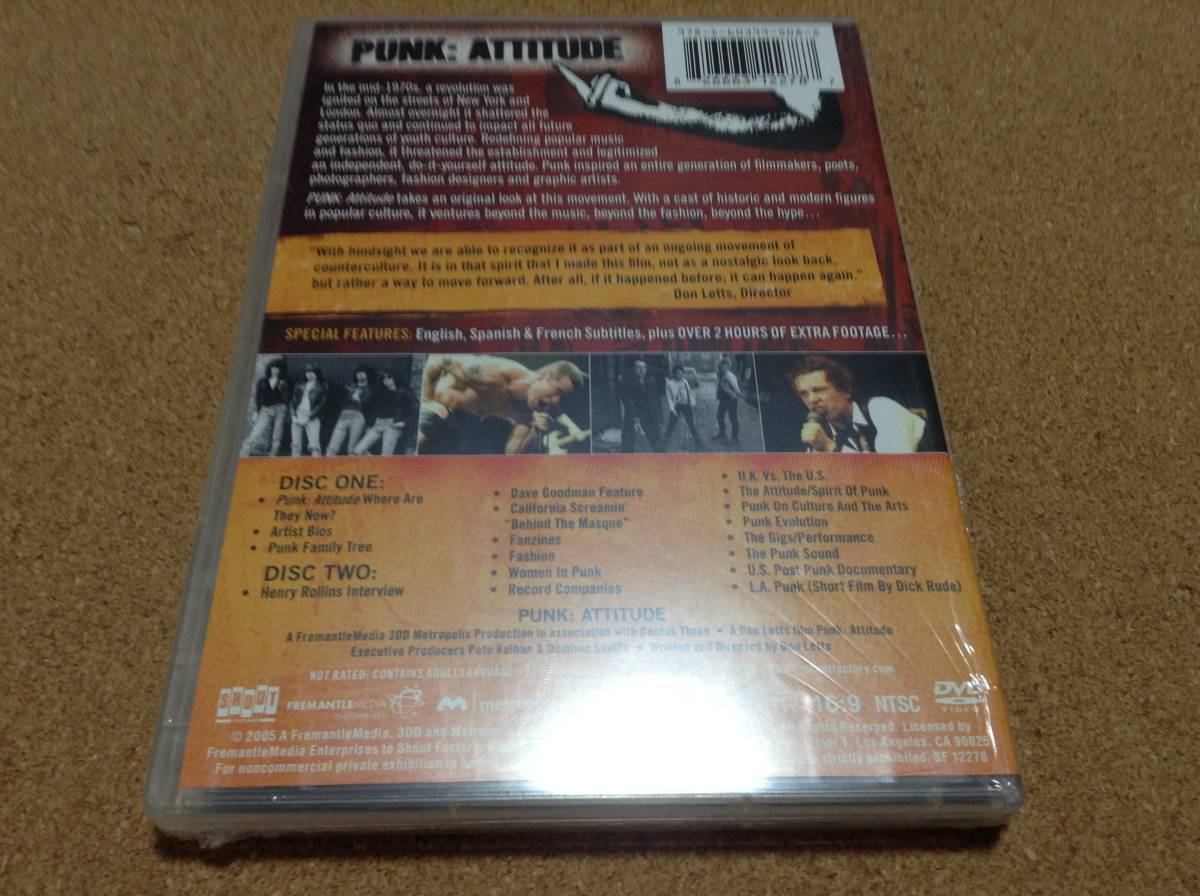 PUNK: ATTITUDE
In the mid-1970s, a revolution was
ignited on the streets of New York and
London. Almost overnight it shattered the
status quo and continued to impact all future
generations of youth culture. Redefining popular music
and fashion, it threatened the establishment and legitimized
an independent, do-it-yourself attitude. Punk inspired an entire generation of filmmakers, poets,
photographers, fashion designers and graphic artists.
PUNK: Attitude takes an original look at this movement. With a cast of historic and modern figures
in popular culture, it ventures beyond the music, beyond the fashion, beyond the hype...
"With hindsight we are able to recognize it as part of an ongoing movement of
counterculture. It is in that spirit that I made this film, not as a nostalgic look back,
but rather a way to move forward. After all, if it happened before; it can happen again."
– Don Letts, Director
SPECIAL FEATURES: English, Spanish & French Subtitles, plus OVER 2 HOURS OF EXTRA FOOTAGE...
DISC ONE:
• Punk: Attitude Where Are
They Now?
• Artist Bios
• Punk Family Tree
DISC TWO:
• Henry Rollins Interview
• Dave Goodman Feature
• California Screamin'
"Behind The Masque"
• Fanzines
• Fashion
• Women In Punk
• Record Companies
• U.K. Vs. The U.S.
• The Attitude/Spirit Of Punk
• Punk On Culture And The Arts
• Punk Evolution
• The Gigs/Performance
• The Punk Sound
• U.S. Post Punk Documentary
• L.A. Punk (Short Film By Dick Rude)
PUNK: ATTITUDE
A FremantleMedia 3DD Metropolis Production in association with Cactus Three • A Don Letts film Punk: Attitude
Executive Producers Pete Kalhan & Dominic Saville • Written and Directed by Don Letts
NOT RATED: CONTAINS ADULT LANGUAGE
SHOUT FREMANTLEMEDIA ENTERPRISES 16:9 NTSC DVD VIDEO
© 2005 A FremantleMedia, 3DD and Rights Reserved. Licensed by
FremantleMedia Enterprises to Shout Factory, Floor 1, Los Angeles, CA 90025
For noncommercial private exhibition in strictly prohibited. SF 12278